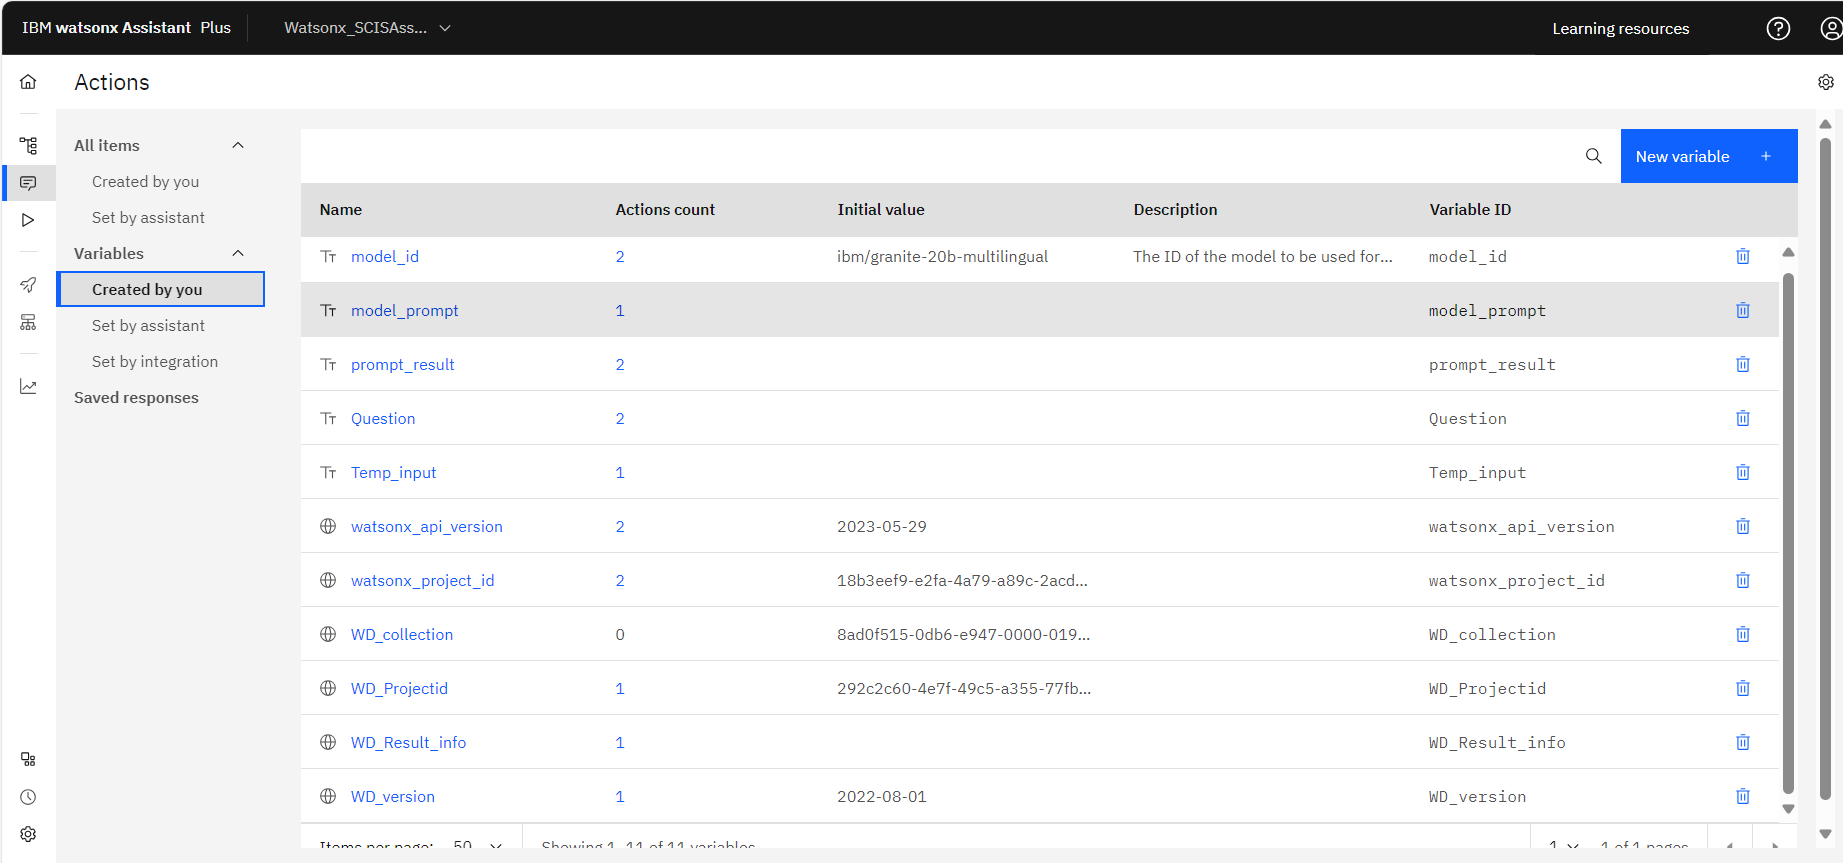 IBM watsonx Assistant Plus
Watsonx_SCISAss...
Learning resources
Actions
All items
Created by you
Set by assistant
Variables
Created by you
Set by assistant
Set by integration
Saved responses
New variable +
Name Actions count Initial value Description Variable ID
model_id 2 ibm/granite-20b-multilingual The ID of the model to be used for... model_id
model_prompt 1 model_prompt
prompt_result 2 prompt_result
Question 2 Question
Temp_input 1 Temp_input
watsonx_api_version 2 2023-05-29 watsonx_api_version
watsonx_project_id 2 18b3eef9-e2fa-4a79-a89c-2acd... watsonx_project_id
WD_collection 0 8ad0f515-0db6-e947-0000-019... WD_collection
WD_Projectid 1 292c2c60-4e7f-49c5-a355-77fb... WD_Projectid
WD_Result_info 1 WD_Result_info
WD_version 1 2022-08-01 WD_version
Items per page: 50 Showing 1-11 of 11 variables 1 1 of 1 pages